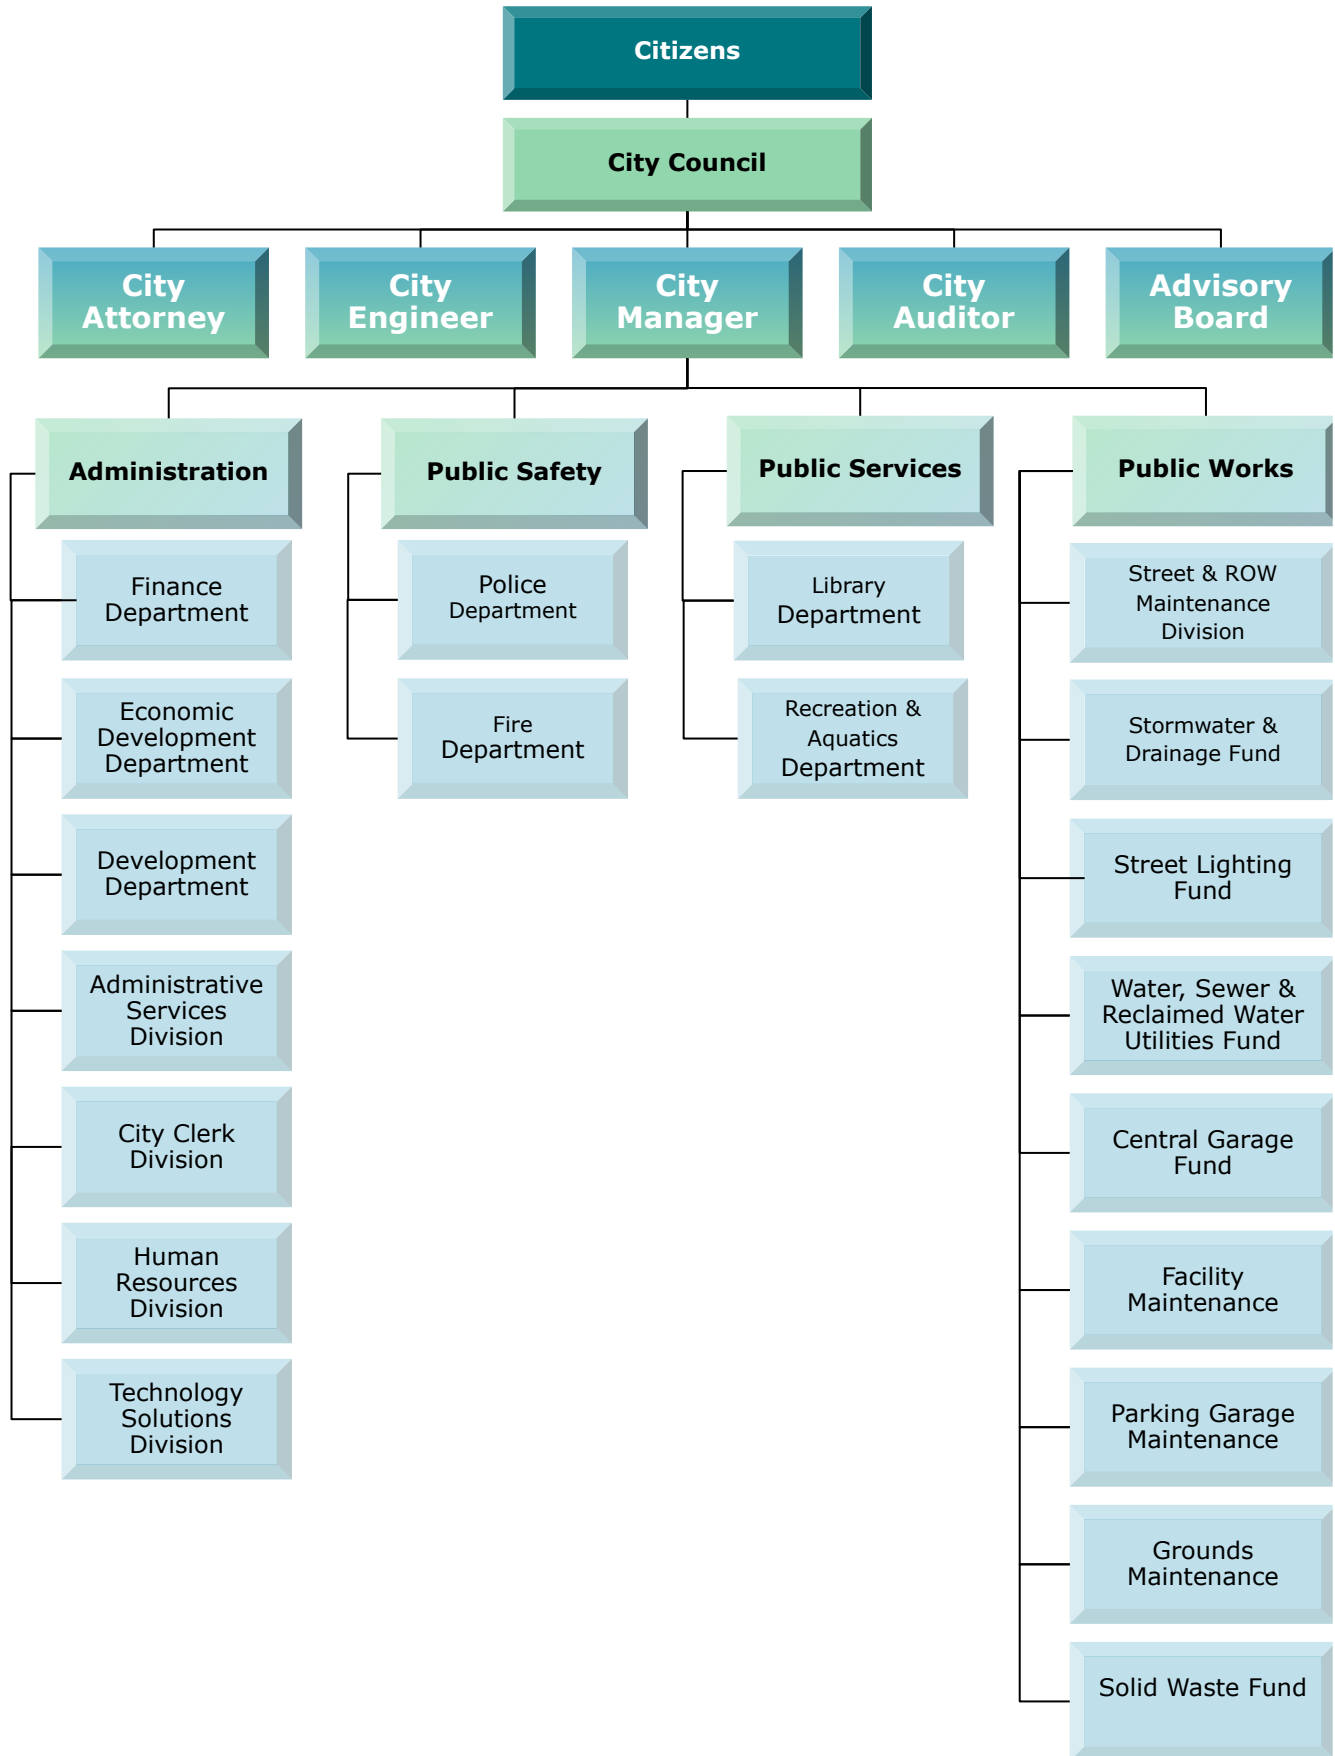 Citizens
City Council
City
Attorney
City
Engineer
City
Manager
City
Auditor
Advisory
Board
Administration
Public Safety
Public Services
Public Works
Finance
Department
Economic
Development
Department
Development
Department
Administrative
Services
Division
City Clerk
Division
Human
Resources
Division
Technology
Solutions
Division
Police
Department
Fire
Department
Library
Department
Recreation &
Aquatics
Department
Street & ROW
Maintenance
Division
Stormwater &
Drainage Fund
Street Lighting
Fund
Water, Sewer &
Reclaimed Water
Utilities Fund
Central Garage
Fund
Facility
Maintenance
Parking Garage
Maintenance
Grounds
Maintenance
Solid Waste Fund